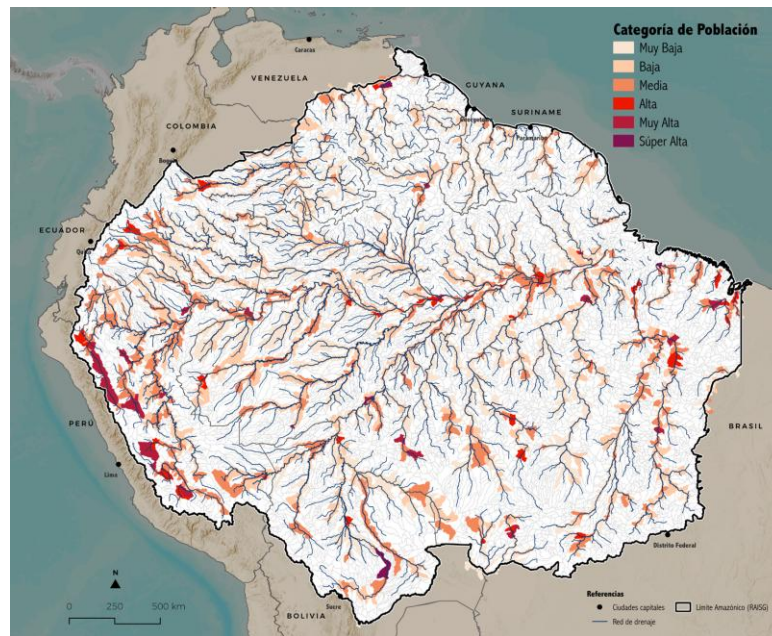 Categoría de Población
Muy Baja
Baja
Media
Alta
Muy Alta
Súper Alta
Caracas
VENEZUELA
GUYANA
SURINAME
Paramaribo
COLOMBIA
ECUADOR
PERÚ
Lima
BRASIL
Distrito Federal
N
0 250 500 km
BOLIVIA
Sucre
Referencias
Ciudades capitales
Límite Amazónico (RAISG)
Red de drenaje